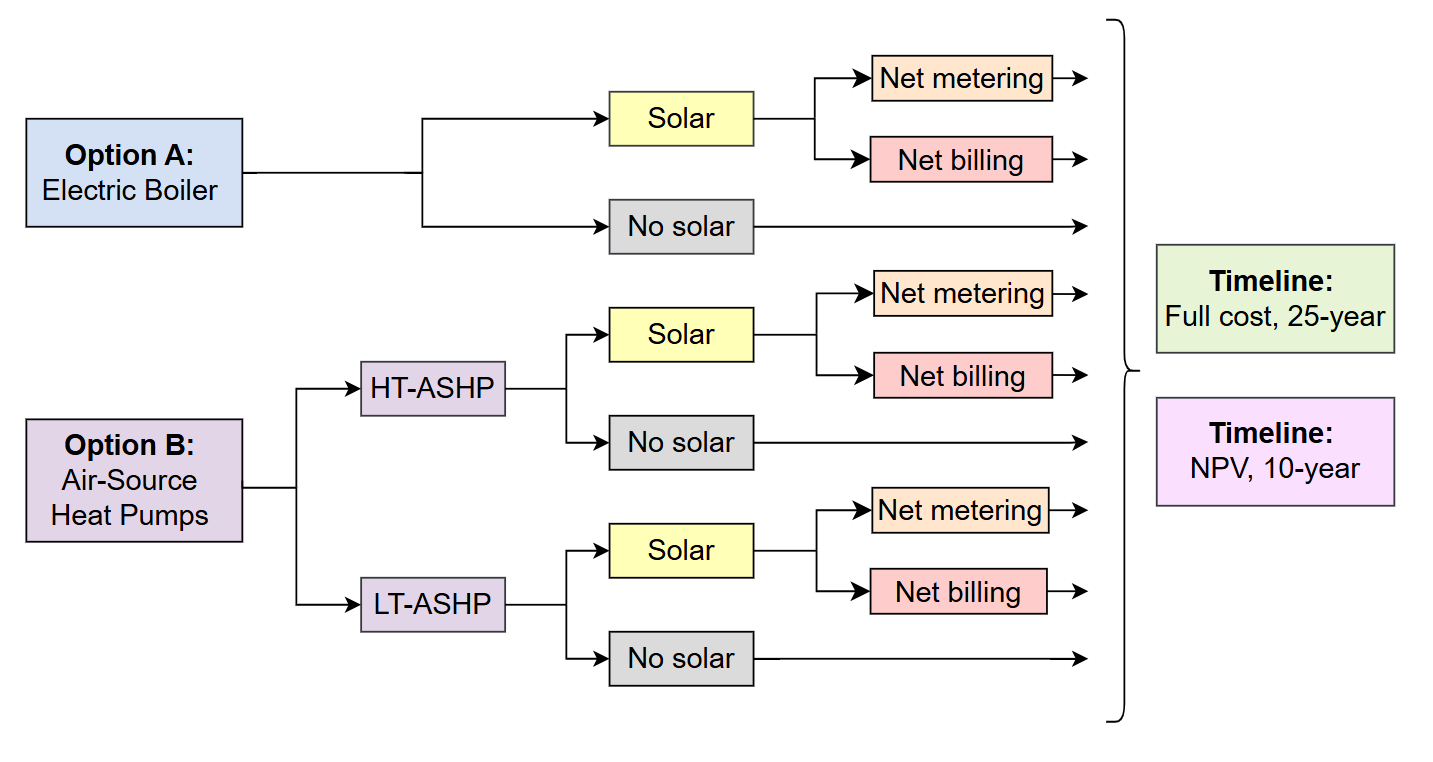 Option A:
Electric Boiler
Solar
Net metering
Net billing
No solar
Option B:
Air-Source
Heat Pumps
HT-ASHP
Solar
Net metering
Net billing
No solar
LT-ASHP
Solar
Net metering
Net billing
No solar
Timeline:
Full cost, 25-year
Timeline:
NPV, 10-year